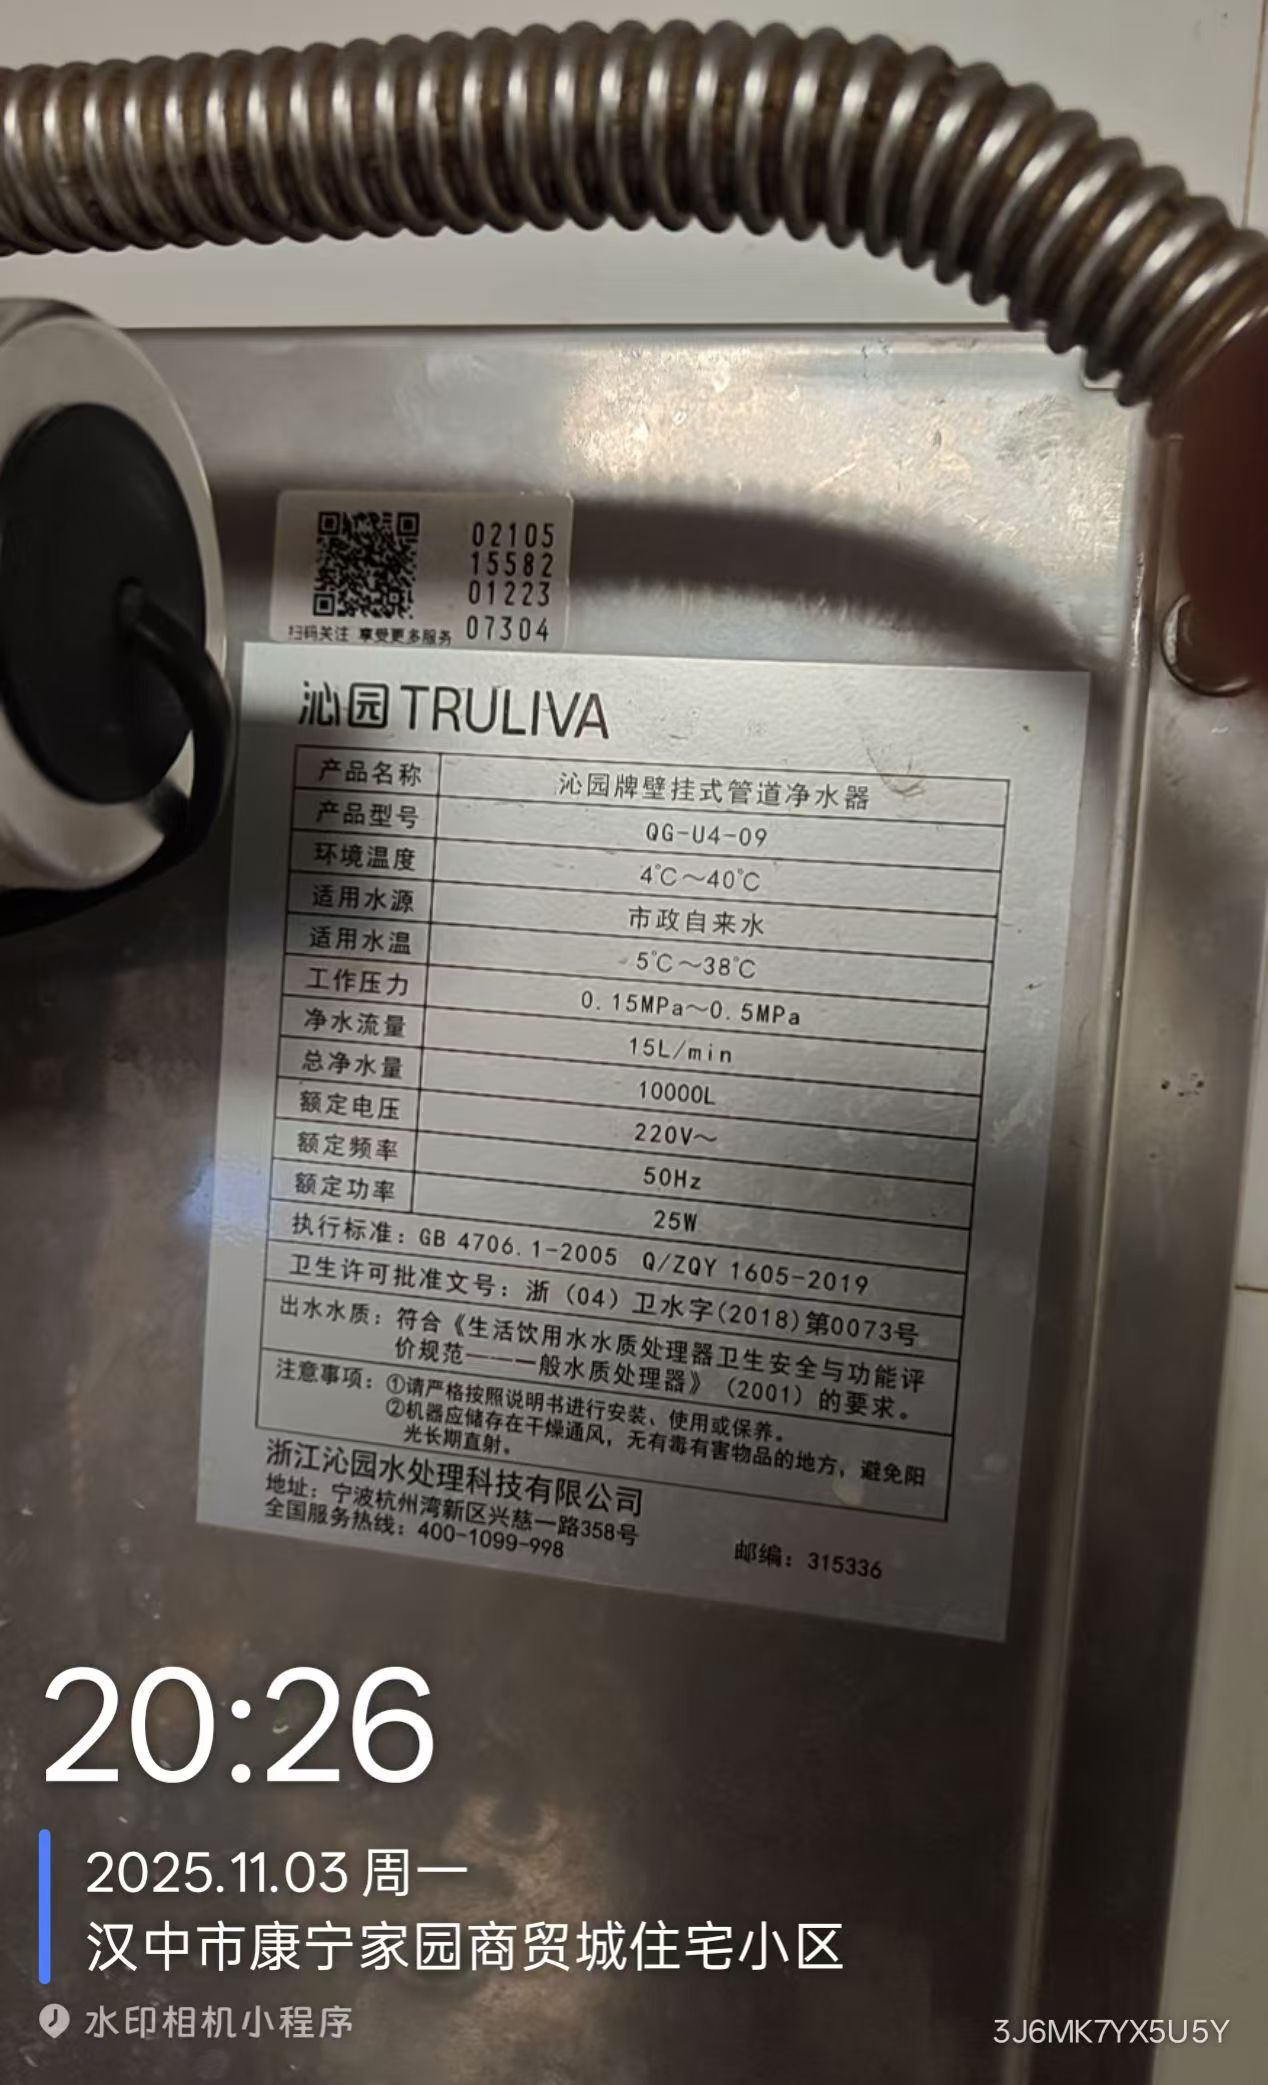 02105
15582
01223
07304
扫码关注 享受更多服务
沁园 TRULIVA
产品名称 沁园牌壁挂式管道净水器
产品型号 QG-U4-09
环境温度 4℃～40℃
适用水源 市政自来水
适用水温 5℃～38℃
工作压力 0.15MPa～0.5MPa
净水流量 15L/min
总净水量 10000L
额定电压 220V～
额定频率 50Hz
额定功率 25W
执行标准：GB 4706.1-2005 Q/ZQY 1605-2019
卫生许可批准文号：浙（04）卫水字(2018)第0073号
出水水质：符合《生活饮用水水质处理器卫生安全与功能评
价规范——一般水质处理器》（2001）的要求。
注意事项：①请严格按照说明书进行安装、使用或保养。
②机器应储存在干燥通风，无有毒有害物品的地方，避免阳
光长期直射。
浙江沁园水处理科技有限公司
地址：宁波杭州湾新区兴慈一路358号
全国服务热线：400-1099-998 邮编：315336
20:26
2025.11.03 周一
汉中市康宁家园商贸城住宅小区
水印相机小程序
3J6MK7YX5U5Y